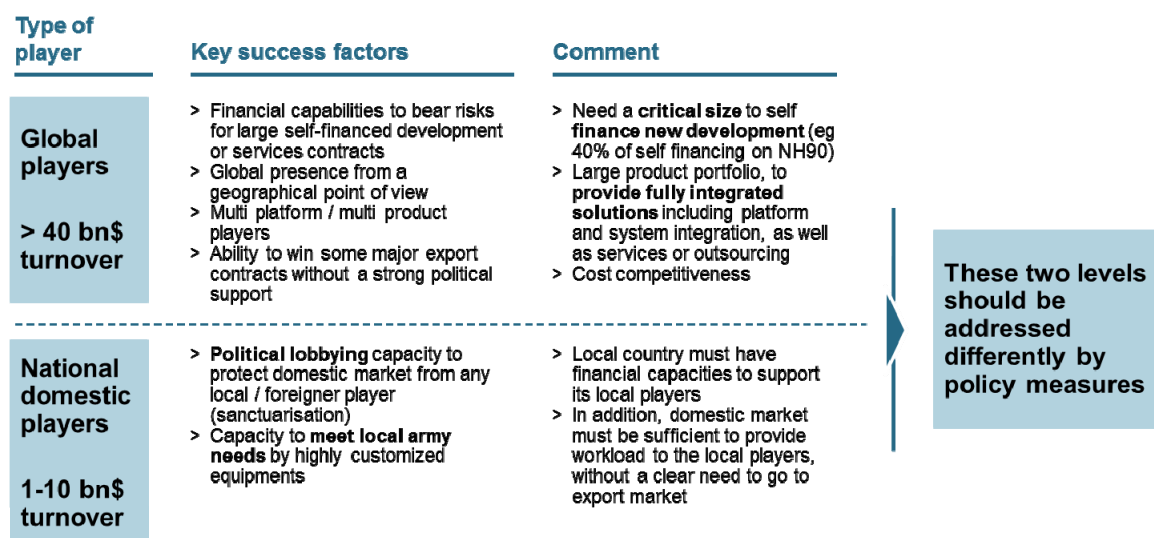 Type of
player
Key success factors
Comment
Global
players
> 40 bn$
turnover
> Financial capabilities to bear risks
for large self-financed development
or services contracts
> Global presence from a
geographical point of view
> Multi platform / multi product
players
> Ability to win some major export
contracts without a strong political
support
> Need a critical size to self
finance new development (eg
40% of self financing on NH90)
> Large product portfolio, to
provide fully integrated
solutions including platform
and system integration, as well
as services or outsourcing
> Cost competitiveness
National
domestic
players
1-10 bn$
turnover
> Political lobbying capacity to
protect domestic market from any
local / foreigner player
(sanctuarisation)
> Capacity to meet local army
needs by highly customized
equipments
> Local country must have
financial capacities to support
its local players
> In addition, domestic market
must be sufficient to provide
workload to the local players,
without a clear need to go to
export market
These two levels
should be
addressed
differently by
policy measures